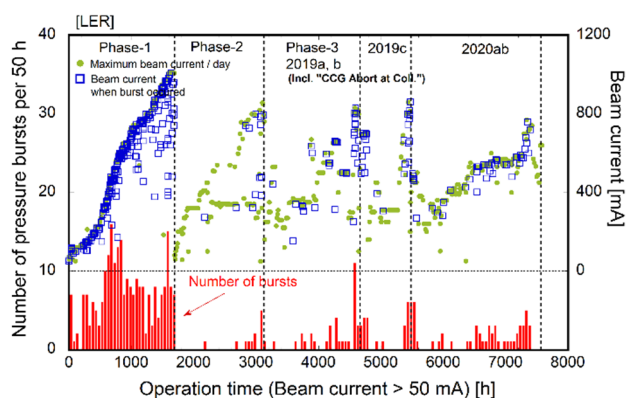 [LER]
40
30
20
10
0
Number of pressure bursts per 50 h
Phase-1
Phase-2
Phase-3
2019a, b
(Incl. "CCG Abort at Coll.")
2019c
2020ab
Maximum beam current / day
Beam current
when burst occured
Number of bursts
1200
800
400
0
Beam current [mA]
0 1000 2000 3000 4000 5000 6000 7000 8000
Operation time (Beam current > 50 mA) [h]